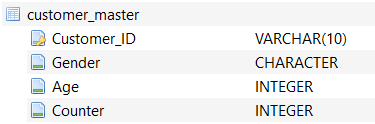 customer_master
Customer_ID VARCHAR(10)
Gender CHARACTER
Age INTEGER
Counter INTEGER